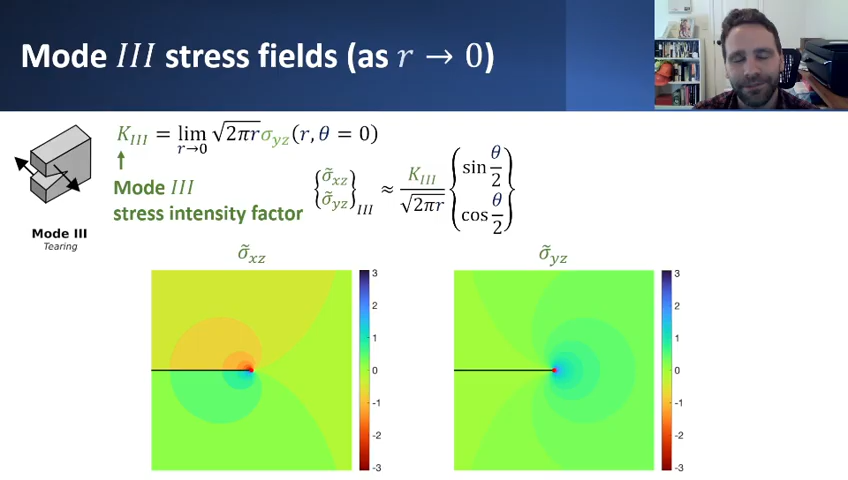 Mode III stress fields (as r → 0)
K_III = lim_{r→0} √(2πr) σ_yz (r, θ = 0)
Mode III
stress intensity factor
{σ̃_xz σ̃_yz}_III ≈ K_III / √(2πr) {sin θ/2 cos θ/2}
Mode III
Tearing
σ̃_xz
3
2
1
0
-1
-2
-3
σ̃_yz
3
2
1
0
-1
-2
-3